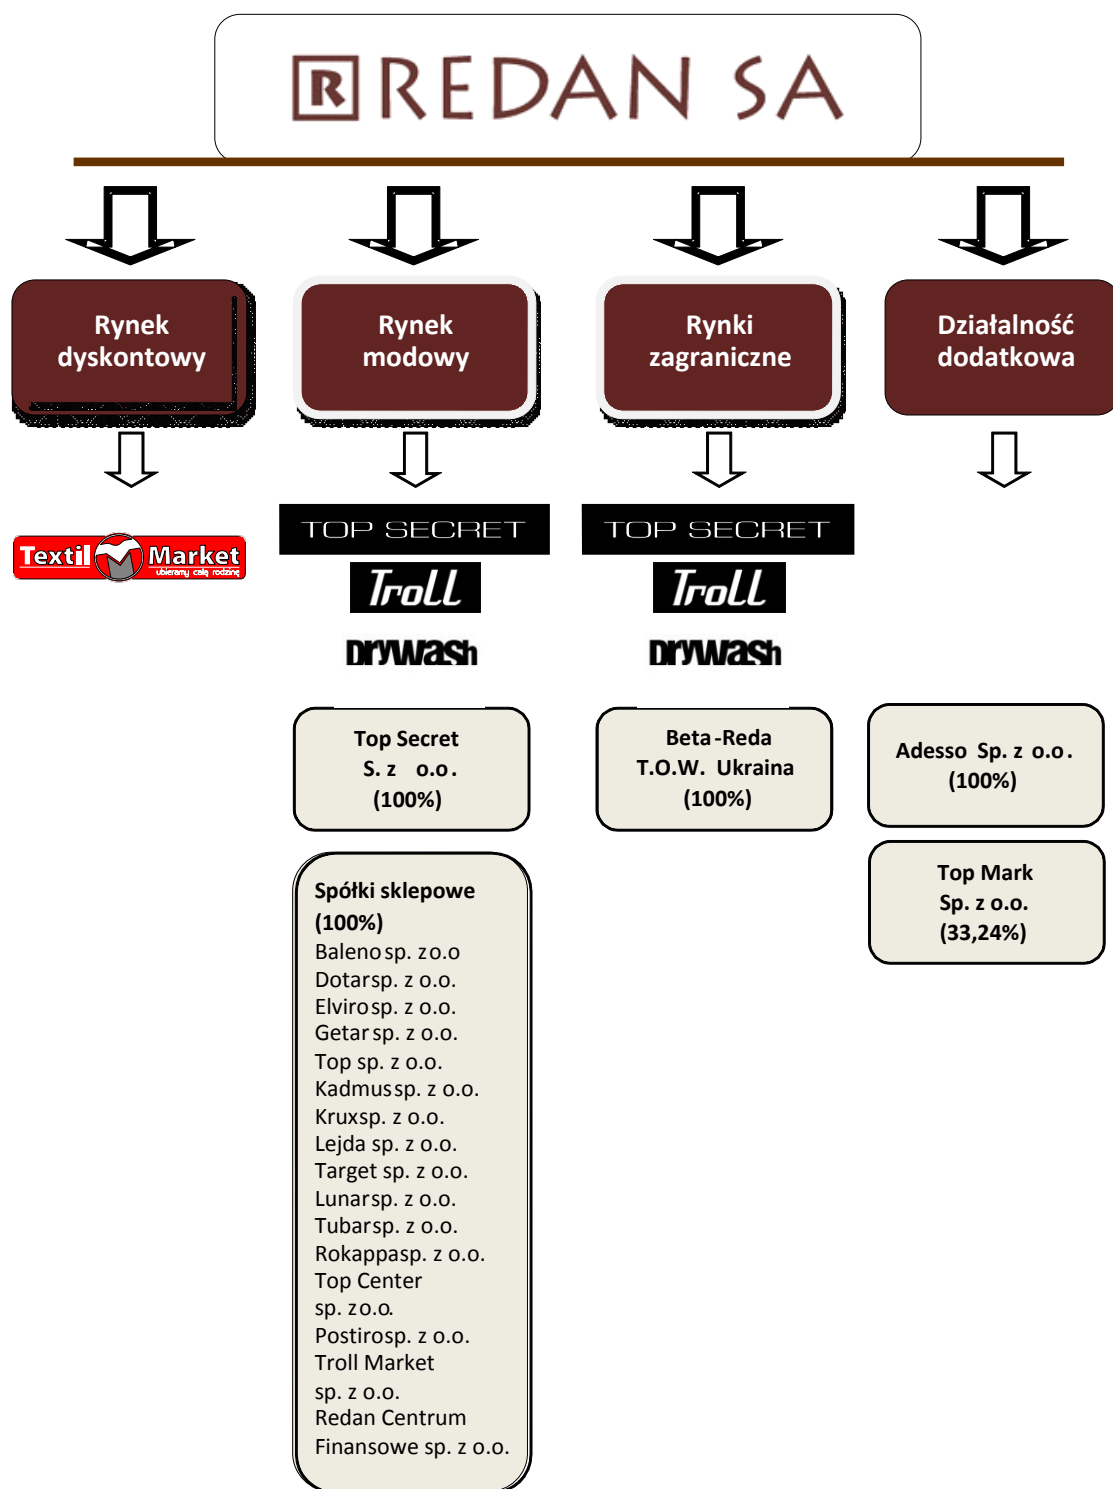 R REDAN SA
Rynek
dyskontowy
Rynek
modowy
Rynki
zagraniczne
Działalność
dodatkowa
Textil Market
ubieramy całą rodzinę
TOP SECRET
Troll
Drywash
TOP SECRET
Troll
Drywash
Top Secret
S. z o.o.
(100%)
Beta-Reda
T.O.W. Ukraina
(100%)
Adesso Sp. z o.o.
(100%)
Top Mark
Sp. z o.o.
(33,24%)
Spółki sklepowe
(100%)
Baleno sp. zo.o
Dotar sp. z o.o.
Elviro sp. z o.o.
Getar sp. z o.o.
Top sp. z o.o.
Kadmus sp. z o.o.
Krux sp. z o.o.
Lejda sp. z o.o.
Target sp. z o.o.
Lunar sp. z o.o.
Tubar sp. z o.o.
Rokappa sp. z o.o.
Top Center
sp. zo.o.
Postiro sp. z o.o.
Troll Market
sp. z o.o.
Redan Centrum
Finansowe sp. z o.o.